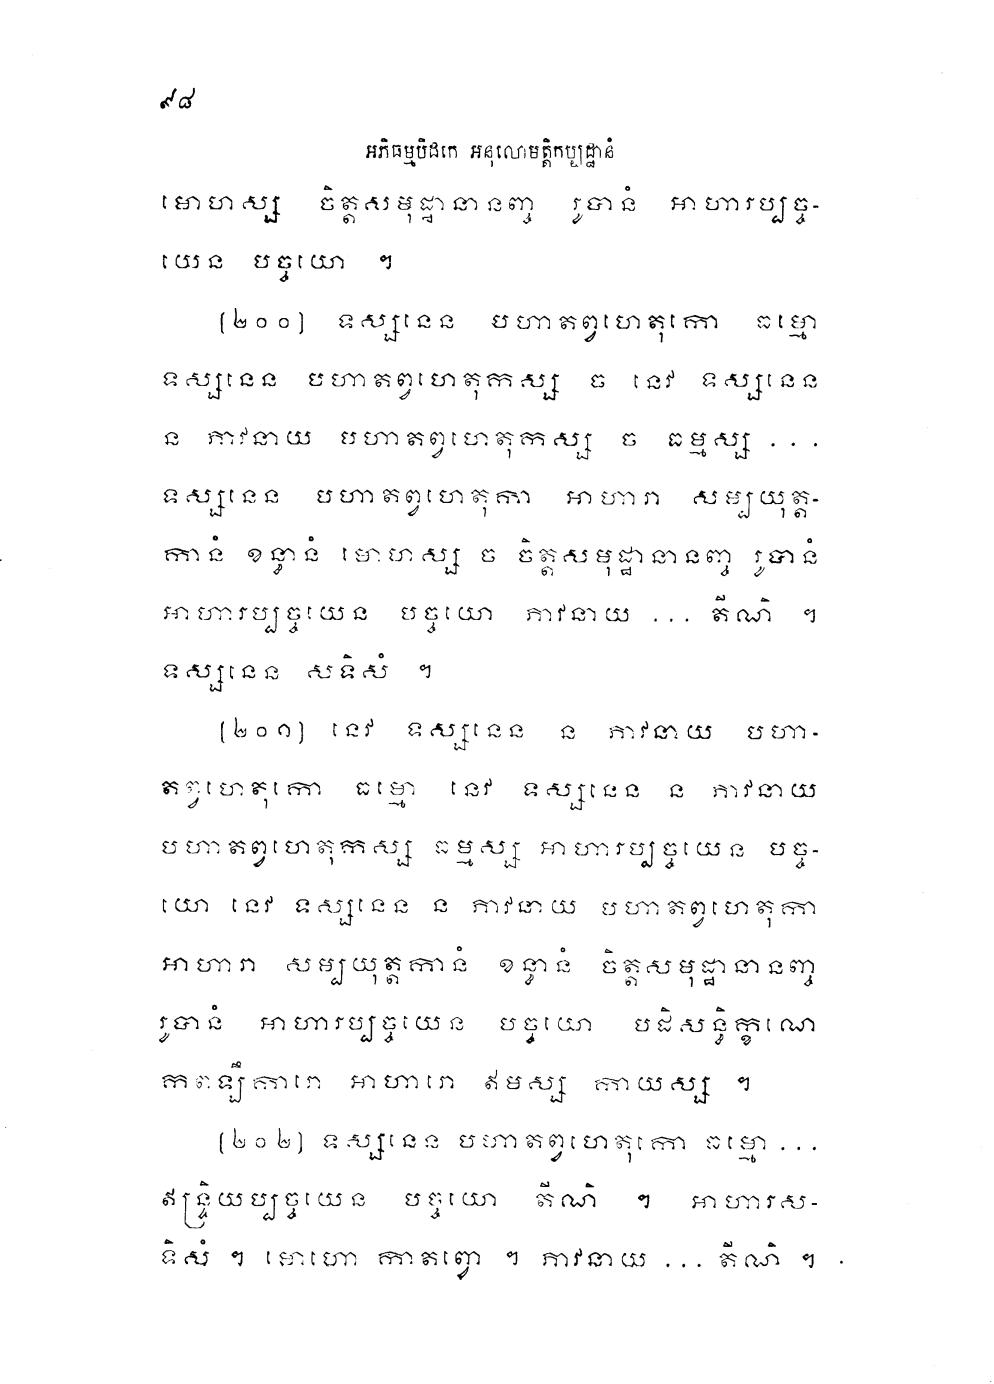 ៩៨
អភិធម្មបិដកេ អនុលោមត្តិកប្បដ្ឋានំ
មោហស្ស ចិត្តសមុដ្ឋានានញ្ច រូបានំ អាហារប្បច្ច-
យេន បច្ចយោ ។
[២០០] ទស្សនេន បហាតព្វហេតុកោ ធម្មោ
ទស្សនេន បហាតព្វហេតុកស្ស ច នេវ ទស្សនេន
ន ភាវនាយ បហាតព្វហេតុកស្ស ច ធម្មស្ស ...
ទស្សនេន បហាតព្វហេតុកា អាហារា សម្បយុត្ត-
កានំ ខន្ធានំ មោហស្ស ច ចិត្តសមុដ្ឋានានញ្ច រូបានំ
អាហារប្បច្ចយេន បច្ចយោ ភាវនាយ ... តីណិ ។
ទស្សនេន សទិសំ ។
[២០១] នេវ ទស្សនេន ន ភាវនាយ បហា-
តព្វហេតុកោ ធម្មោ នេវ ទស្សនេន ន ភាវនាយ
បហាតព្វហេតុកស្ស ធម្មស្ស អាហារប្បច្ចយេន បច្ច-
យោ នេវ ទស្សនេន ន ភាវនាយ បហាតព្វហេតុកា
អាហារា សម្បយុត្តកានំ ខន្ធានំ ចិត្តសមុដ្ឋានានញ្ច
រូបានំ អាហារប្បច្ចយេន បច្ចយោ បដិសន្ធិក្ខណេ
កពឡឹការោ អាហារោ ឥមស្ស កាយស្ស ។
[២០២] ទស្សនេន បហាតព្វហេតុកោ ធម្មោ ...
ឥន្ទ្រិយប្បច្ចយេន បច្ចយោ តីណិ ។ អាហារស-
ទិសំ ។ មោហោ កាតព្វោ ។ ភាវនាយ ... តីណិ ។